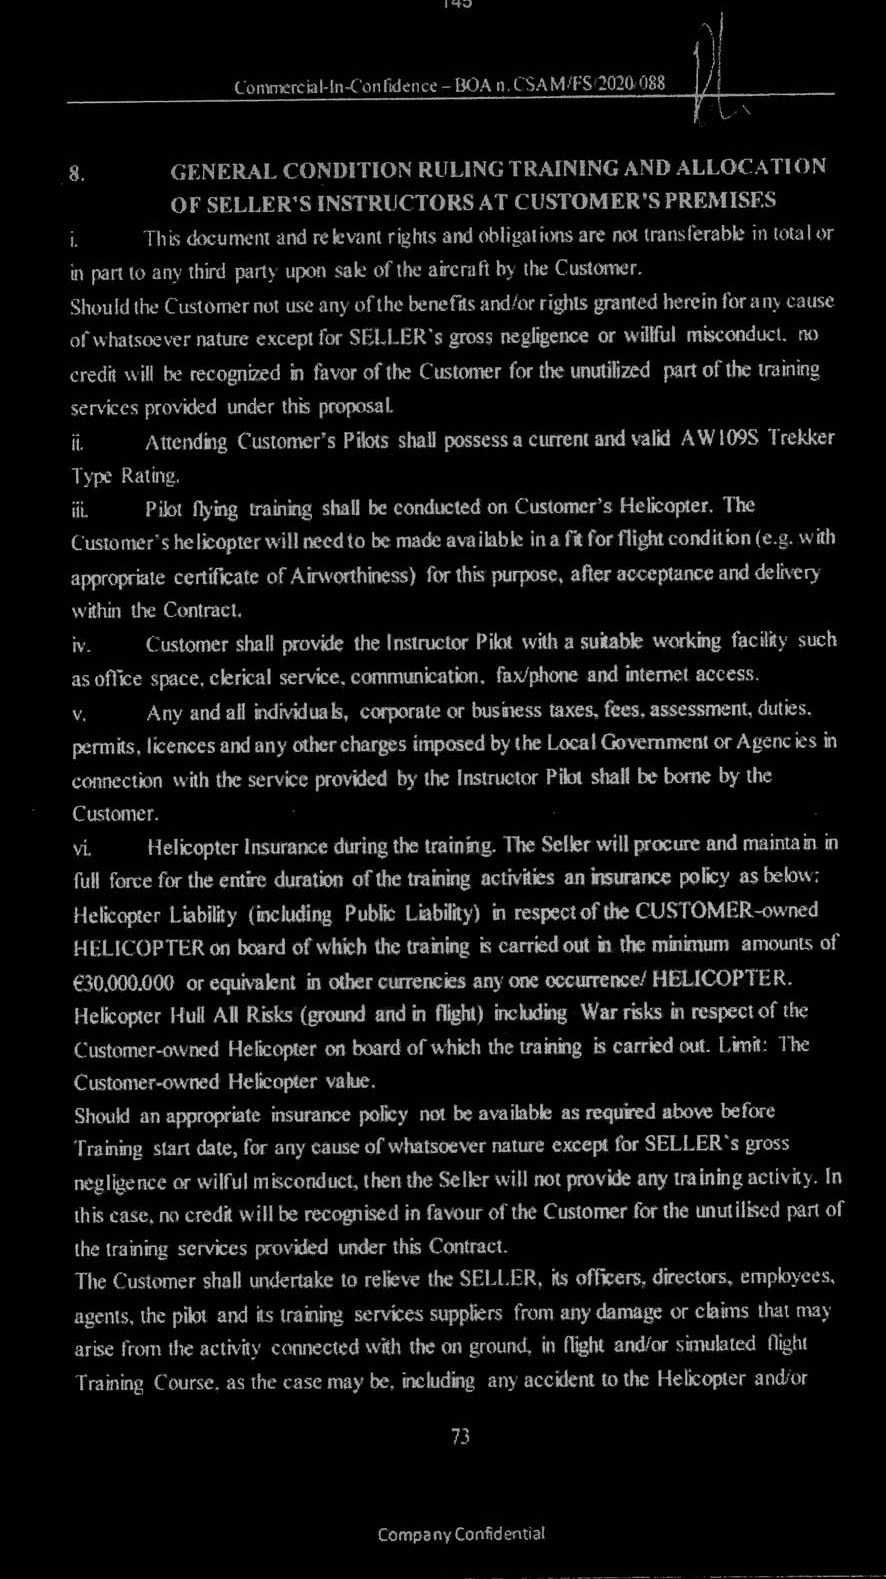 145
Commercial-In-Confidence – BOA n. CSAM/FS/2020/088
8. GENERAL CONDITION RULING TRAINING AND ALLOCATION
OF SELLER'S INSTRUCTORS AT CUSTOMER'S PREMISES
i. This document and relevant rights and obligations are not transferable in total or
in part to any third party upon sale of the aircraft by the Customer.
Should the Customer not use any of the benefits and/or rights granted herein for any cause
of whatsoever nature except for SELLER's gross negligence or willful misconduct, no
credit will be recognized in favor of the Customer for the unutilized part of the training
services provided under this proposal.
ii. Attending Customer's Pilots shall possess a current and valid AW109S Trekker
Type Rating.
iii. Pilot flying training shall be conducted on Customer's Helicopter. The
Customer's helicopter will need to be made available in a fit for flight condition (e.g. with
appropriate certificate of Airworthiness) for this purpose, after acceptance and delivery
within the Contract.
iv. Customer shall provide the Instructor Pilot with a suitable working facility such
as office space, clerical service, communication, fax/phone and internet access.
v. Any and all individuals, corporate or business taxes, fees, assessment, duties,
permits, licences and any other charges imposed by the Local Government or Agencies in
connection with the service provided by the Instructor Pilot shall be borne by the
Customer.
vi. Helicopter Insurance during the training. The Seller will procure and maintain in
full force for the entire duration of the training activities an insurance policy as below:
Helicopter Liability (including Public Liability) in respect of the CUSTOMER-owned
HELICOPTER on board of which the training is carried out in the minimum amounts of
€30,000,000 or equivalent in other currencies any one occurrence/ HELICOPTER.
Helicopter Hull All Risks (ground and in flight) including War risks in respect of the
Customer-owned Helicopter on board of which the training is carried out. Limit: The
Customer-owned Helicopter value.
Should an appropriate insurance policy not be available as required above before
Training start date, for any cause of whatsoever nature except for SELLER's gross
negligence or wilful misconduct, then the Seller will not provide any training activity. In
this case, no credit will be recognised in favour of the Customer for the unutilised part of
the training services provided under this Contract.
The Customer shall undertake to relieve the SELLER, its officers, directors, employees,
agents, the pilot and its training services suppliers from any damage or claims that may
arise from the activity connected with the on ground, in flight and/or simulated flight
Training Course, as the case may be, including any accident to the Helicopter and/or
73
Company Confidential